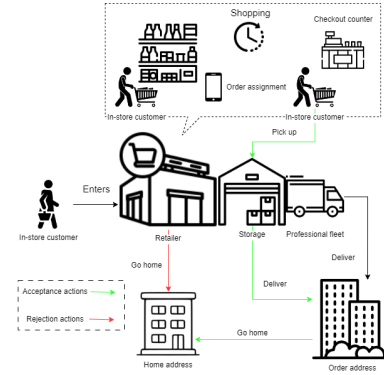 Shopping
Checkout counter
Order assignment
In-store customer
In-store customer
Pick up
Enters
In-store customer
Retailer
Storage
Professional fleet
Go home
Deliver
Deliver
Acceptance actions
Rejection actions
Go home
Home address
Order address